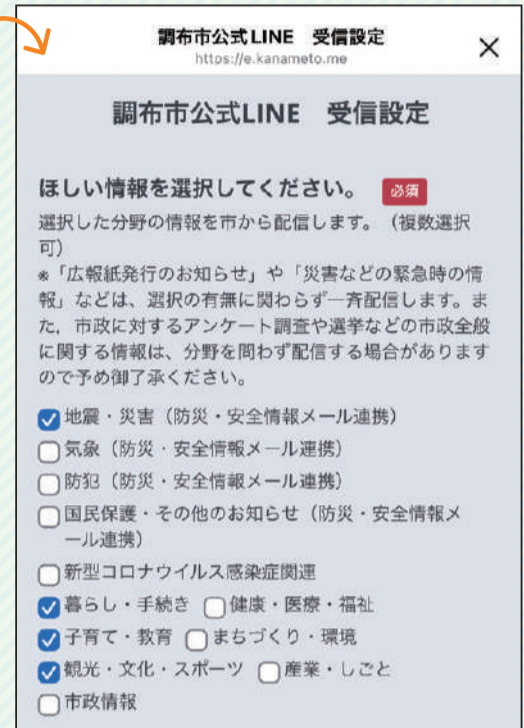 調布市公式LINE 受信設定
https://e.kanameto.me
調布市公式LINE 受信設定
ほしい情報を選択してください。 必須
選択した分野の情報を市から配信します。（複数選択
可）
※「広報紙発行のお知らせ」や「災害などの緊急時の情
報」などは、選択の有無に関わらず一斉配信します。ま
た，市政に対するアンケート調査や選挙などの市政全般
に関する情報は、分野を問わず配信する場合があります
ので予め御了承ください。
地震・災害（防災・安全情報メール連携）
気象（防災・安全情報メール連携）
防犯（防災・安全情報メール連携）
国民保護・その他のお知らせ（防災・安全情報メ
ール連携）
新型コロナウイルス感染症関連
暮らし・手続き 健康・医療・福祉
子育て・教育 まちづくり・環境
観光・文化・スポーツ 産業・しごと
市政情報